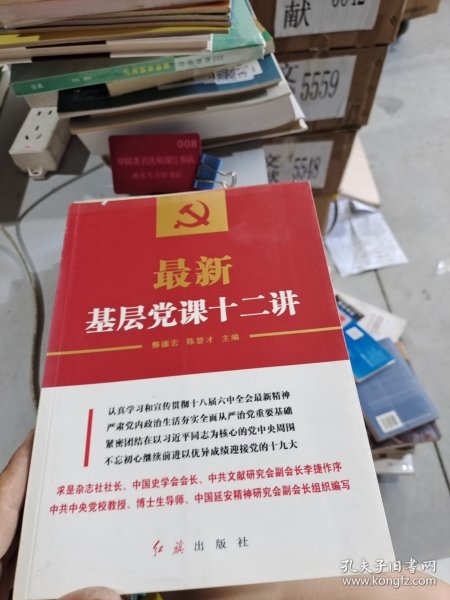 献
5559
5548
008
最新
基层党课十二讲
郭德宏 陈登才 主编
认真学习和宣传贯彻十八届六中全会最新精神
严肃党内政治生活夯实全面从严治党重要基础
紧密团结在以习近平同志为核心的党中央周围
不忘初心继续前进以优异成绩迎接党的十九大
求是杂志社社长、中国史学会会长、中共文献研究会副会长李捷作序
中共中央党校教授、博士生导师、中国延安精神研究会副会长组织编写
红旗出版社
孔夫子旧书网
www.kongfz.com